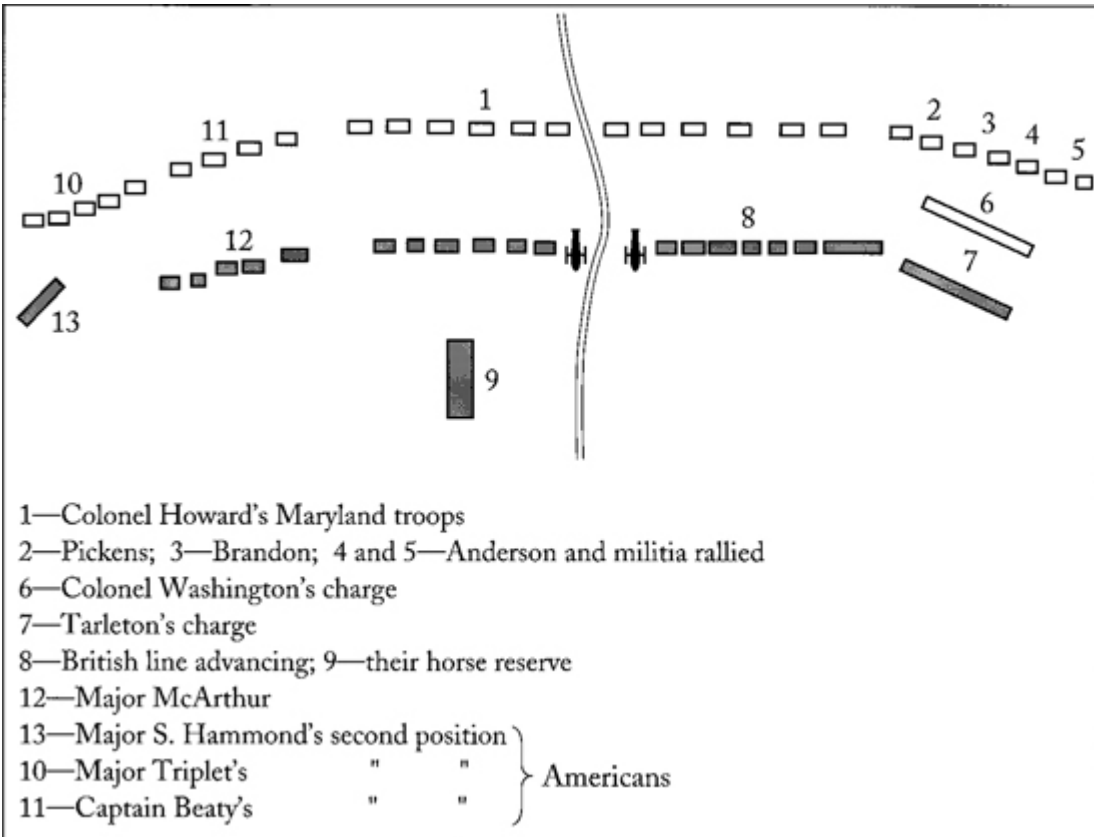 1
2
3
4
5
11
10
6
8
12
7
13
9
1—Colonel Howard's Maryland troops
2—Pickens; 3—Brandon; 4 and 5—Anderson and militia rallied
6—Colonel Washington's charge
7—Tarleton's charge
8—British line advancing; 9—their horse reserve
12—Major McArthur
13—Major S. Hammond's second position
10—Major Triplet's " "
Americans
11—Captain Beaty's " "